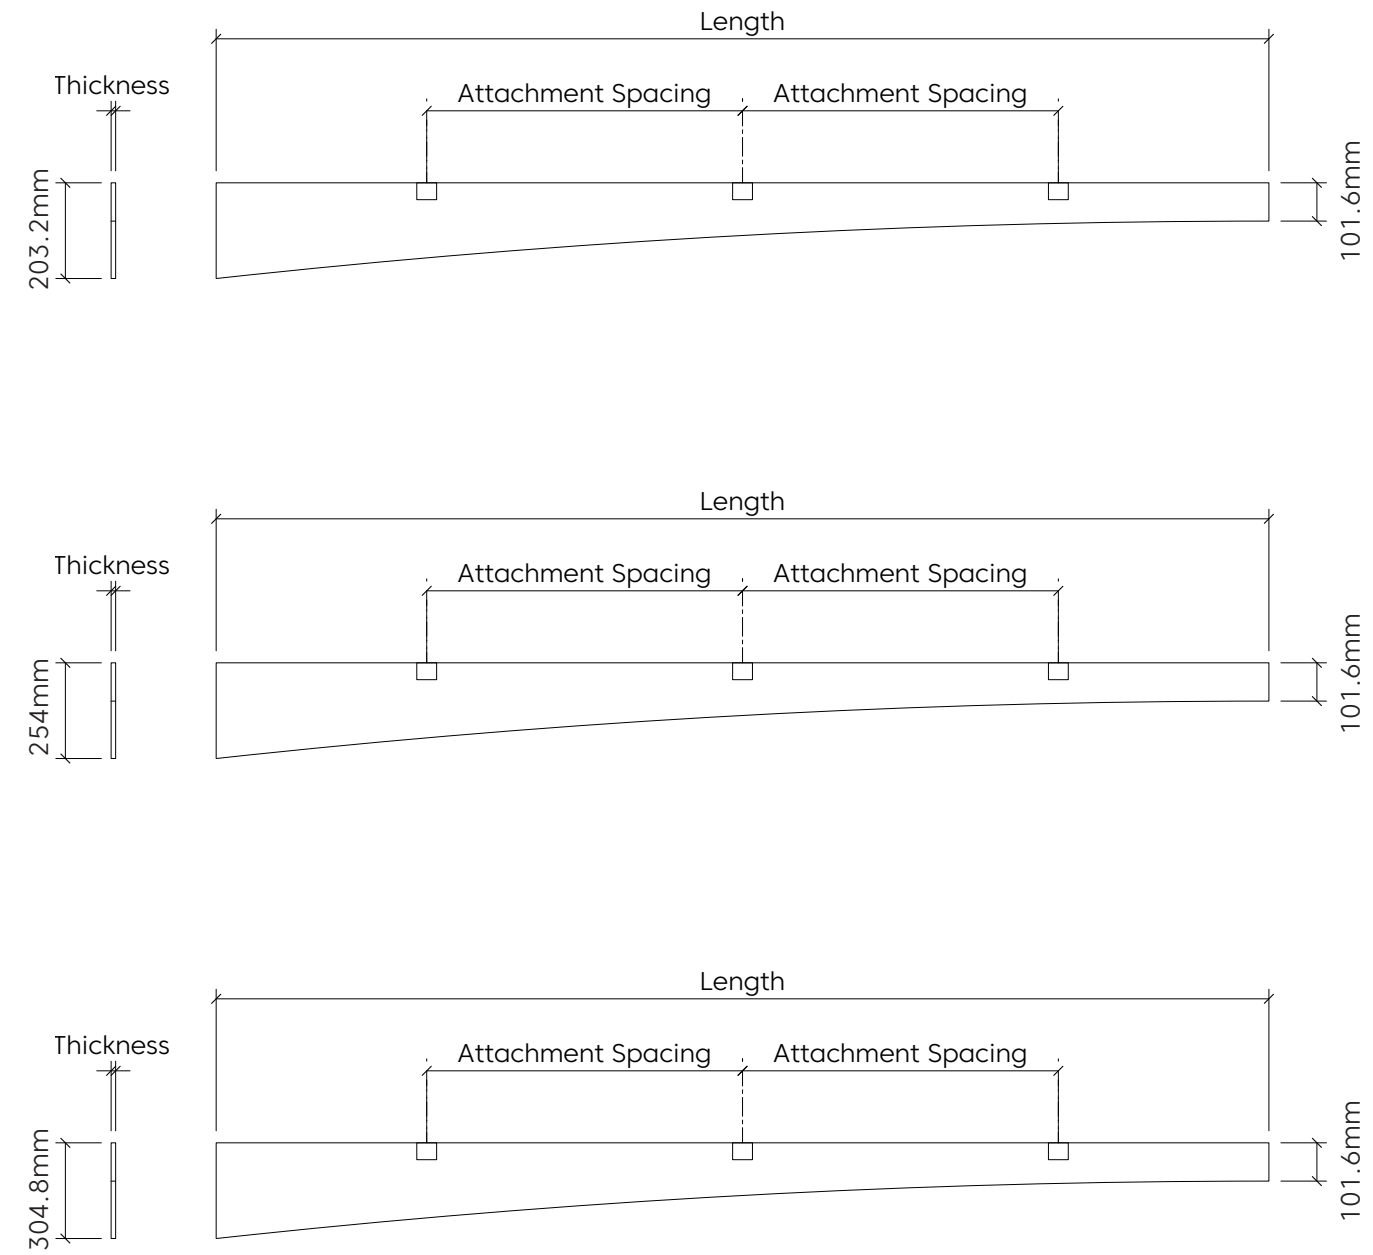 Length
Thickness
Attachment Spacing Attachment Spacing
203.2mm
101.6mm
Length
Thickness
Attachment Spacing Attachment Spacing
254mm
101.6mm
Length
Thickness
Attachment Spacing Attachment Spacing
304.8mm
101.6mm